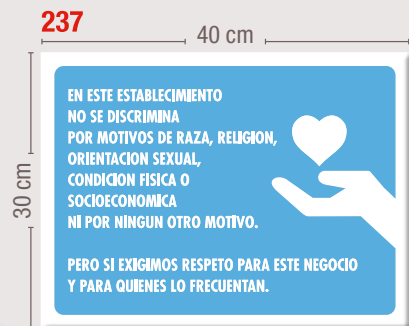 237
40 cm
30 cm
EN ESTE ESTABLECIMIENTO
NO SE DISCRIMINA
POR MOTIVOS DE RAZA, RELIGION,
ORIENTACION SEXUAL,
CONDICION FISICA O
SOCIOECONOMICA
NI POR NINGUN OTRO MOTIVO.
PERO SI EXIGIMOS RESPETO PARA ESTE NEGOCIO
Y PARA QUIENES LO FRECUENTAN.